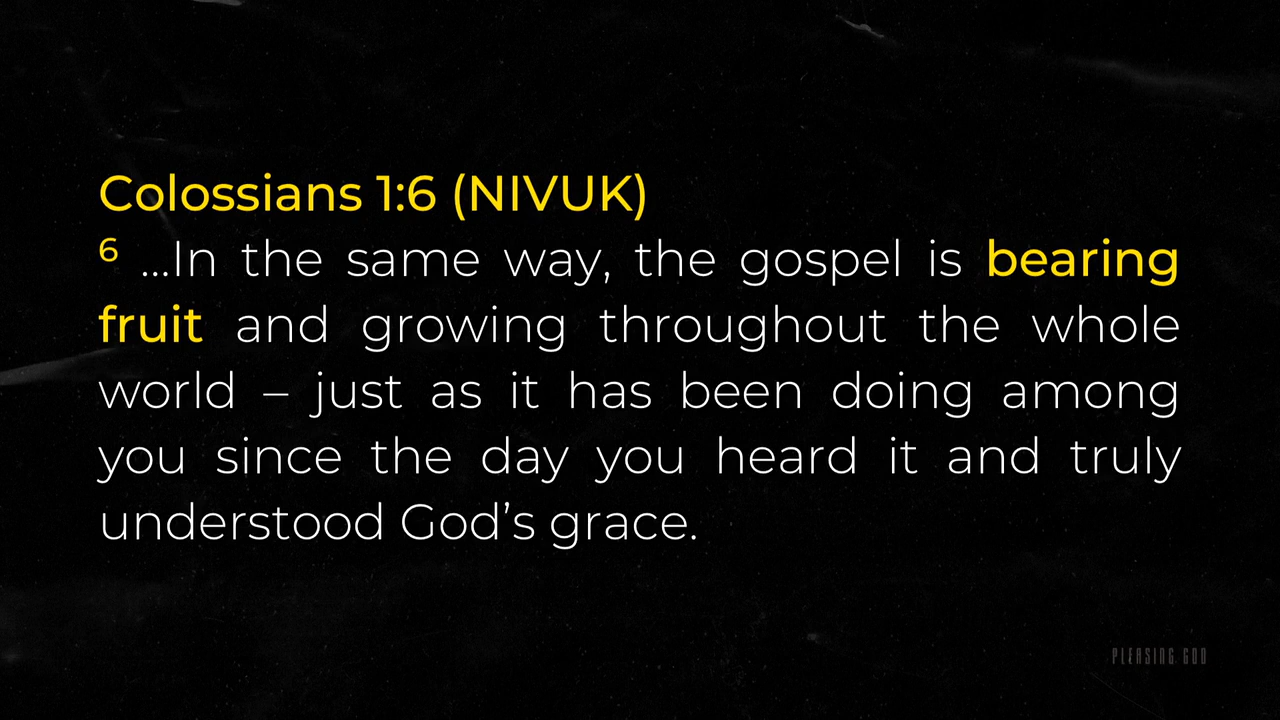 Colossians 1:6 (NIVUK)
⁶ ...In the same way, the gospel is bearing
fruit and growing throughout the whole
world – just as it has been doing among
you since the day you heard it and truly
understood God’s grace.
PLEASING GOD